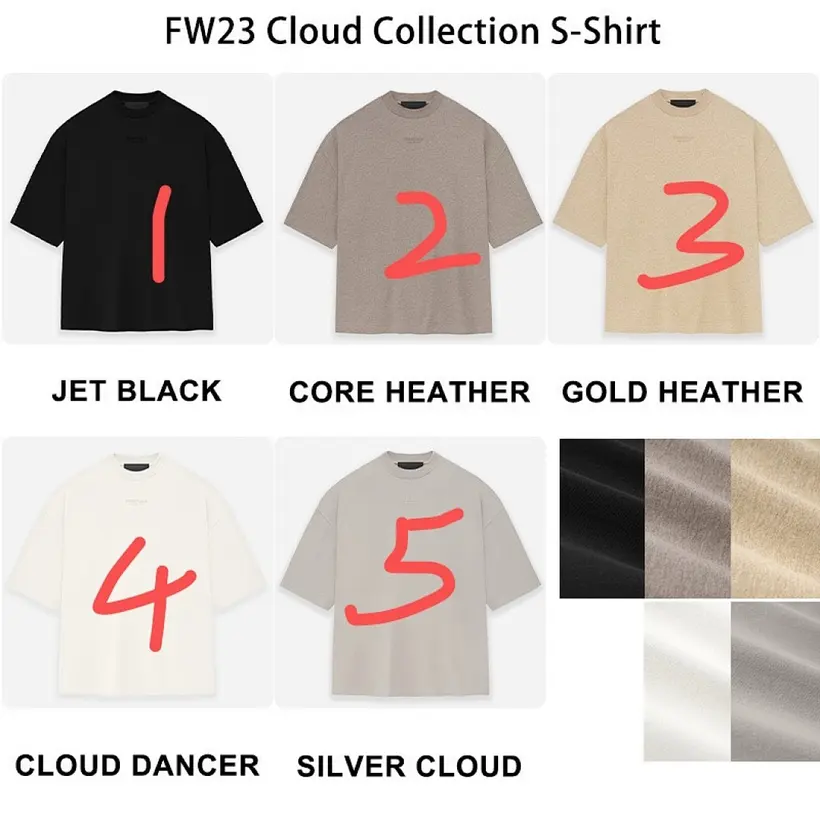 FW23 Cloud Collection S-Shirt
1
2
3
JET BLACK
CORE HEATHER
GOLD HEATHER
4
5
CLOUD DANCER
SILVER CLOUD